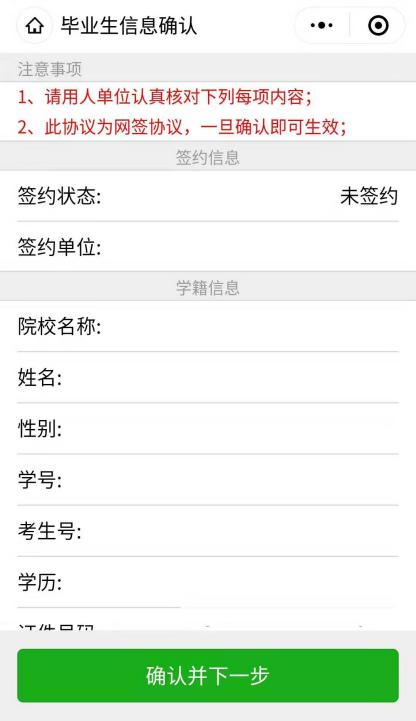 毕业生信息确认
注意事项
1、请用人单位认真核对下列每项内容；
2、此协议为网签协议，一旦确认即可生效；
签约信息
签约状态: 未签约
签约单位:
学籍信息
院校名称:
姓名:
性别:
学号:
考生号:
学历:
确认并下一步